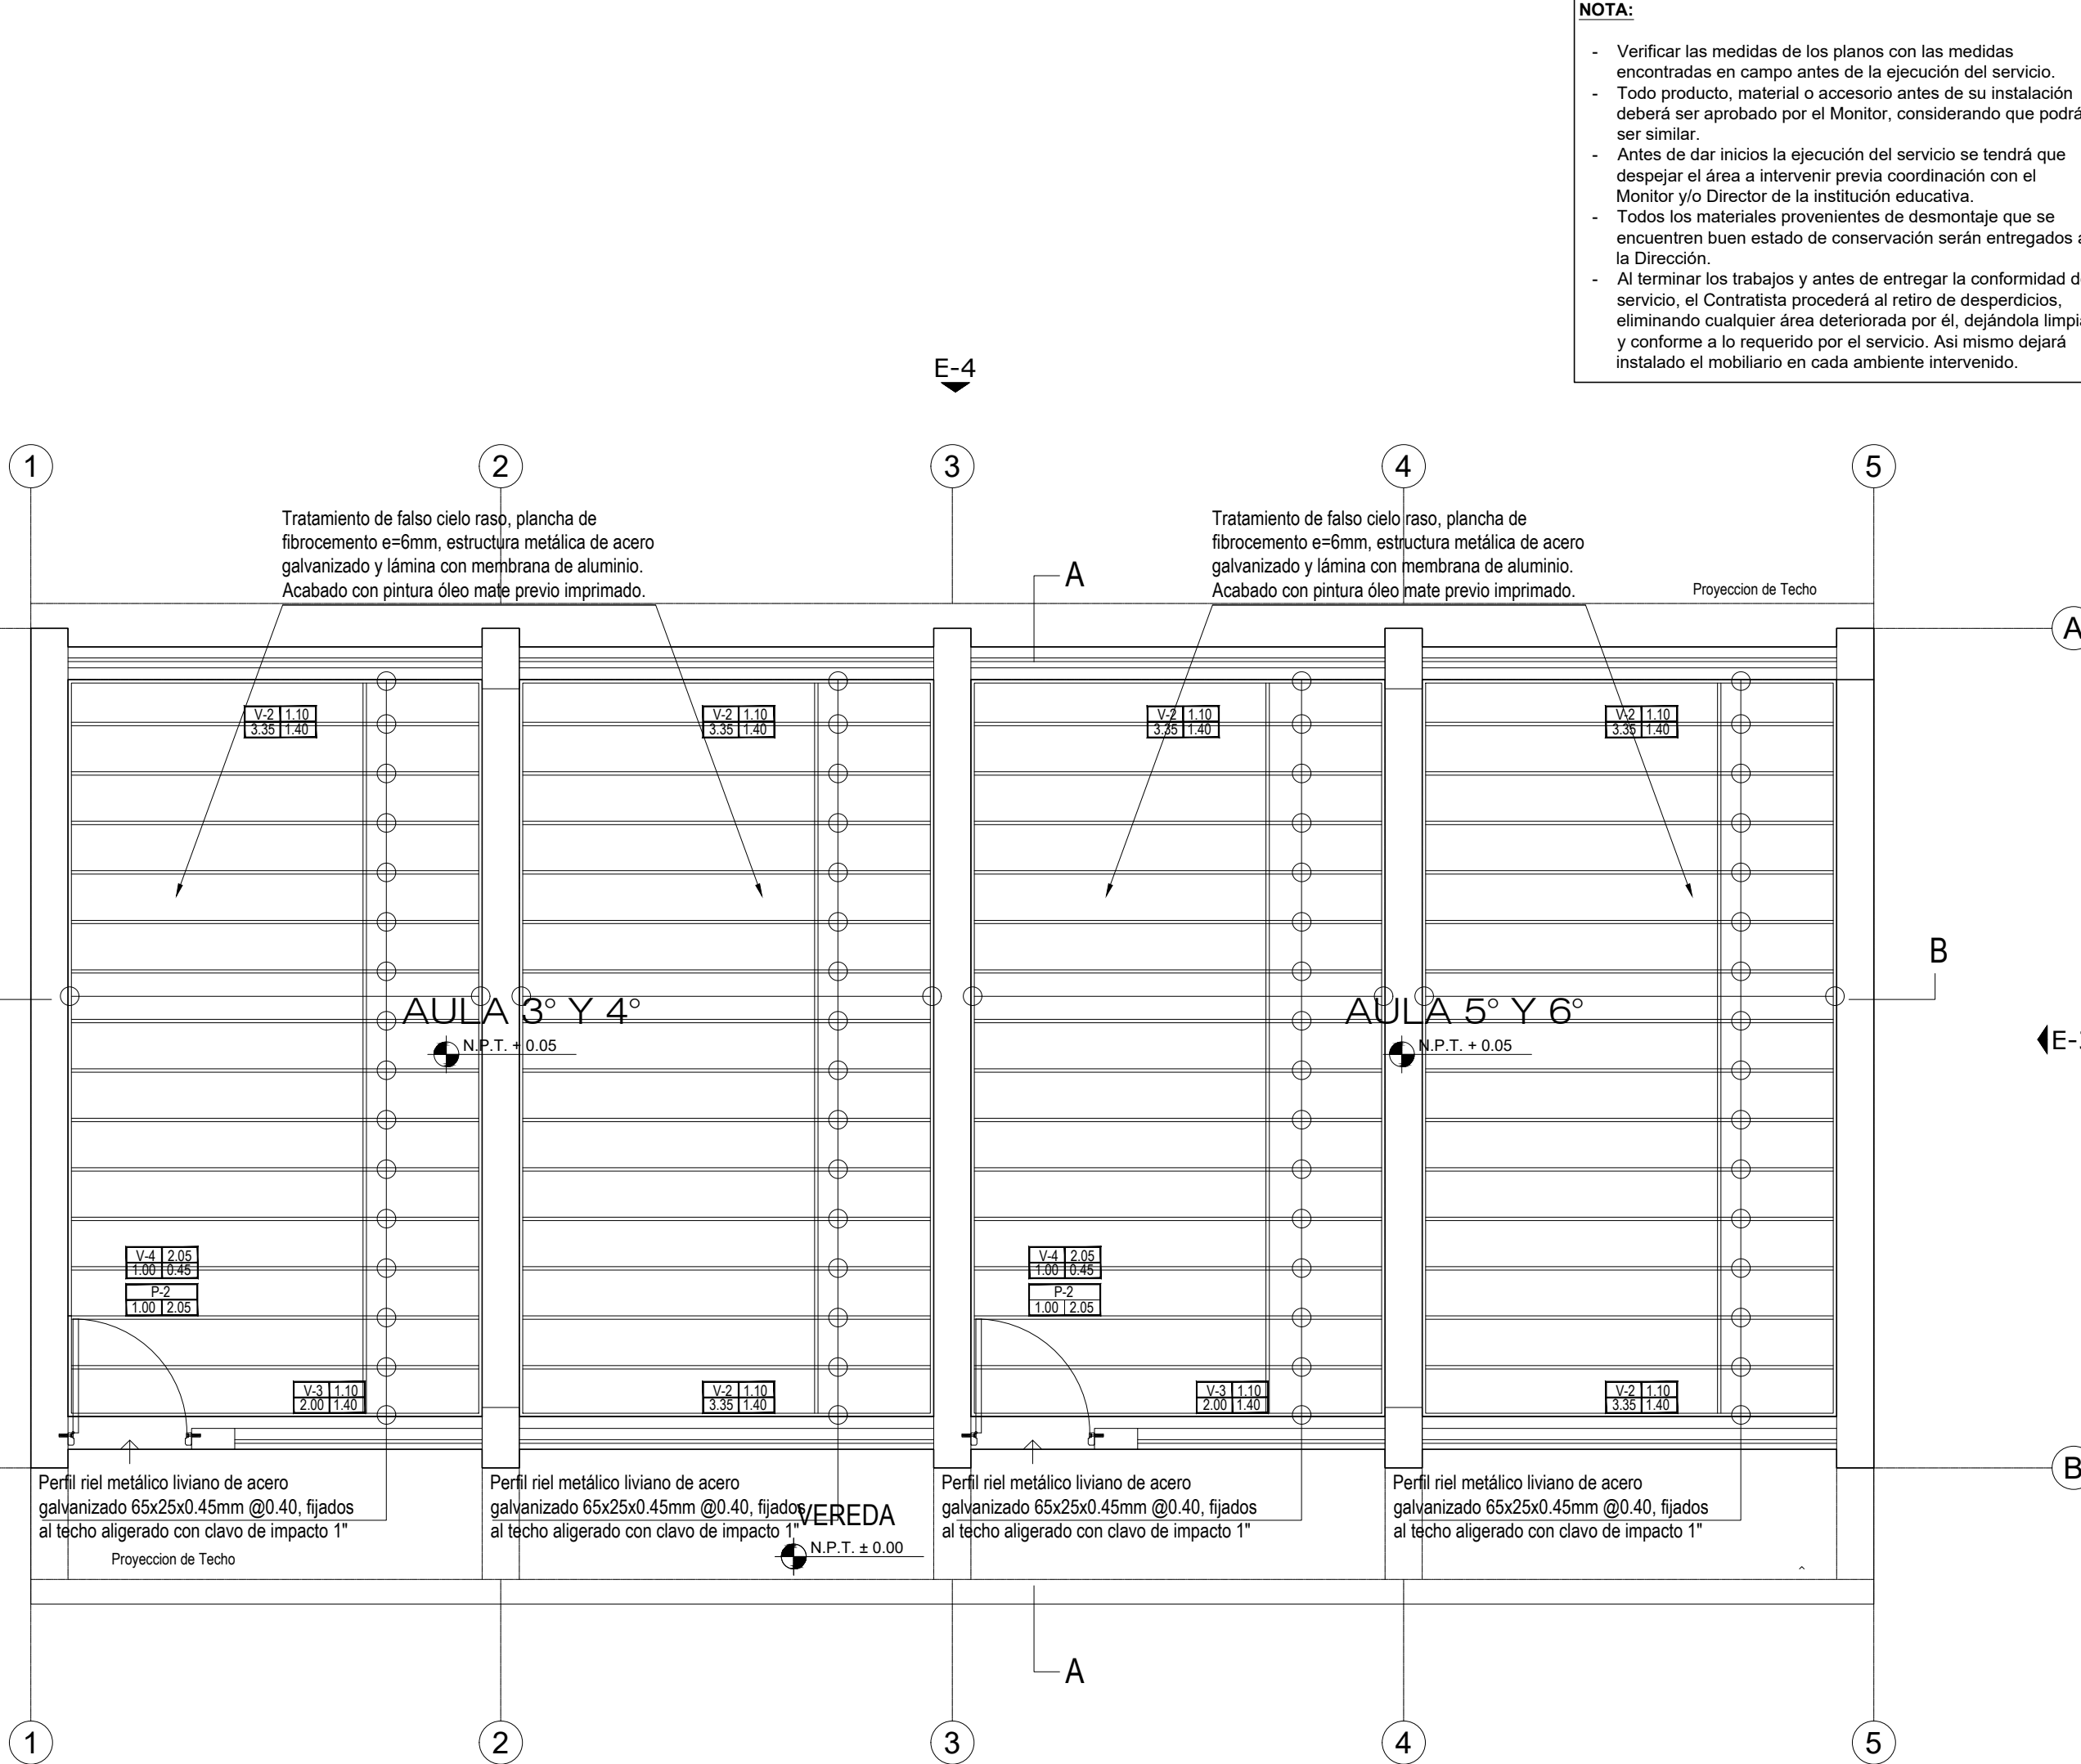 NOTA:
- Verificar las medidas de los planos con las medidas
encontradas en campo antes de la ejecución del servicio.
- Todo producto, material o accesorio antes de su instalación
deberá ser aprobado por el Monitor, considerando que podrá
ser similar.
- Antes de dar inicios la ejecución del servicio se tendrá que
despejar el área a intervenir previa coordinación con el
Monitor y/o Director de la institución educativa.
- Todos los materiales provenientes de desmontaje que se
encuentren buen estado de conservación serán entregados a
la Dirección.
- Al terminar los trabajos y antes de entregar la conformidad
servicio, el Contratista procederá al retiro de desperdicios,
eliminando cualquier área deteriorada por él, dejándola limpia
y conforme a lo requerido por el servicio. Asi mismo dejará
instalado el mobiliario en cada ambiente intervenido.
E-4
1
2
3
4
5
Tratamiento de falso cielo raso, plancha de
fibrocemento e=6mm, estructura metálica de acero
galvanizado y lámina con membrana de aluminio.
Acabado con pintura óleo mate previo imprimado.
A
Tratamiento de falso cielo raso, plancha de
fibrocemento e=6mm, estructura metálica de acero
galvanizado y lámina con membrana de aluminio.
Acabado con pintura óleo mate previo imprimado.
Proyeccion de Techo
A
V-2 1.10
3.35 1.40
V-2 1.10
3.35 1.40
V-2 1.10
3.35 1.40
V-2 1.10
3.35 1.40
B
AULA 3° Y 4°
N.P.T. + 0.05
AULA 5° Y 6°
N.P.T. + 0.05
V-4 2.05
1.00 0.45
P-2
1.00 2.05
V-4 2.05
1.00 0.45
P-2
1.00 2.05
V-3 1.10
2.00 1.40
V-2 1.10
3.35 1.40
V-3 1.10
2.00 1.40
V-2 1.10
3.35 1.40
B
Perfil riel metálico liviano de acero
galvanizado 65x25x0.45mm @0.40, fijados
al techo aligerado con clavo de impacto 1"
Perfil riel metálico liviano de acero
galvanizado 65x25x0.45mm @0.40, fijados
al techo aligerado con clavo de impacto 1"
Perfil riel metálico liviano de acero
galvanizado 65x25x0.45mm @0.40, fijados
al techo aligerado con clavo de impacto 1"
Perfil riel metálico liviano de acero
galvanizado 65x25x0.45mm @0.40, fijados
al techo aligerado con clavo de impacto 1"
VEREDA
N.P.T. ± 0.00
Proyeccion de Techo
A
1
2
3
4
5